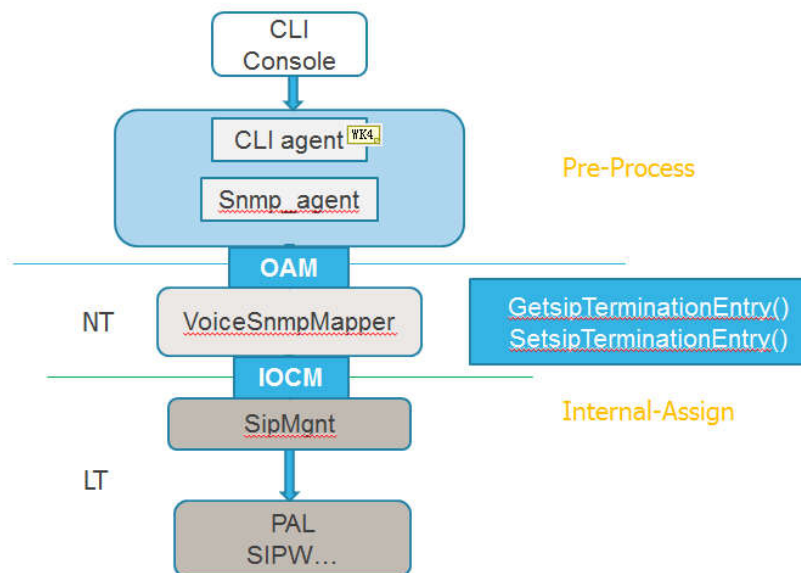 CLI
Console
CLI agent
WK4
Snmp_agent
Pre-Process
OAM
NT
VoiceSnmpMapper
GetsipTerminationEntry()
SetsipTerminationEntry()
IOCM
Internal-Assign
SipMgnt
LT
PAL
SIPW...